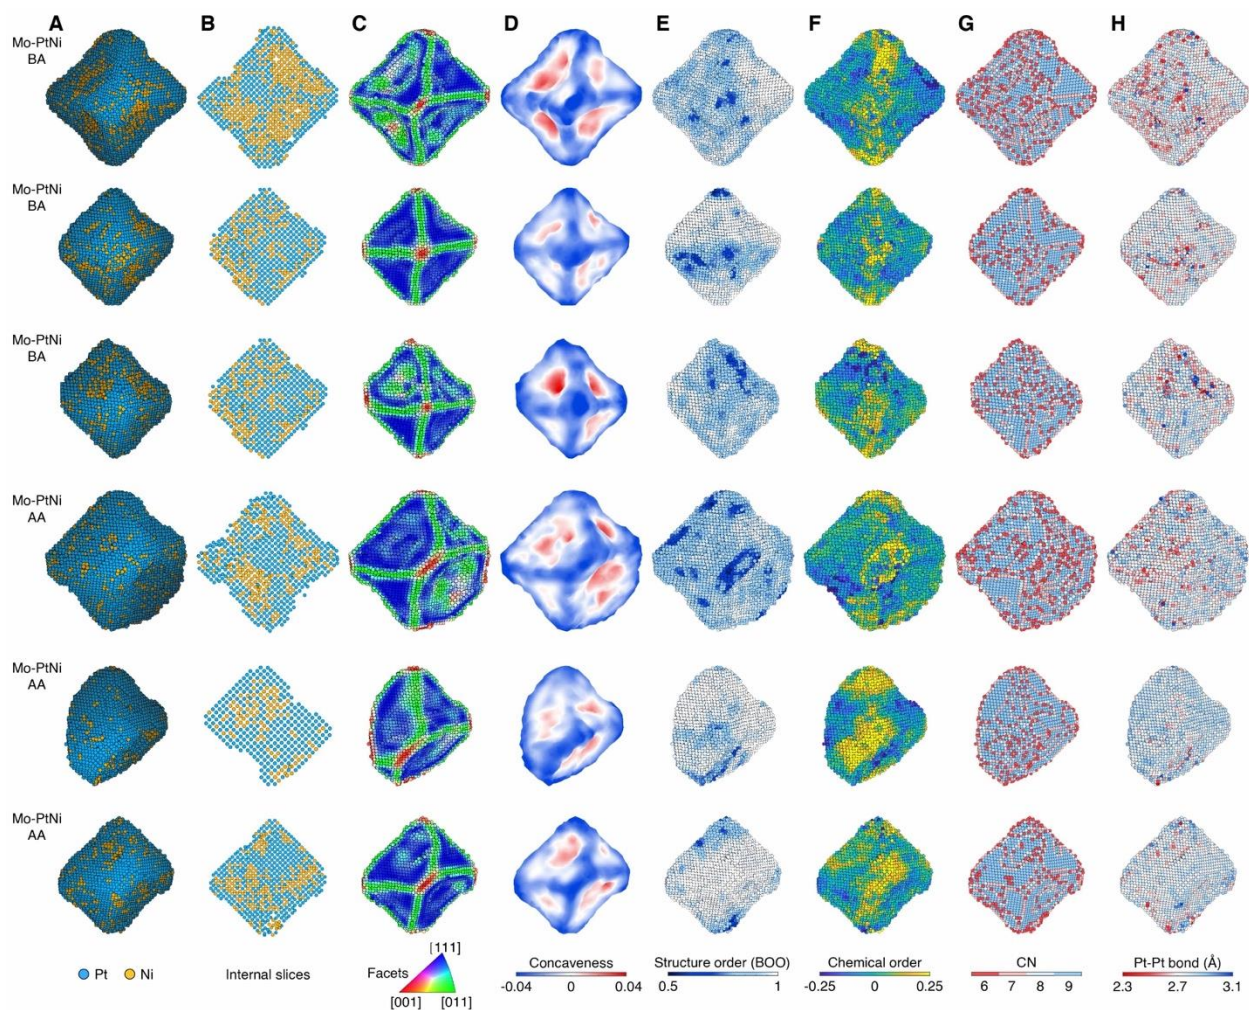 A B C D E F G H
Mo-PtNi
BA
Mo-PtNi
BA
Mo-PtNi
BA
Mo-PtNi
AA
Mo-PtNi
AA
Mo-PtNi
AA
Pt Ni
Internal slices
Facets
[111]
[001] [011]
Concaveness
-0.04 0 0.04
Structure order (BOO)
0.5 1
Chemical order
-0.25 0 0.25
CN
6 7 8 9
Pt-Pt bond (Å)
2.3 2.7 3.1